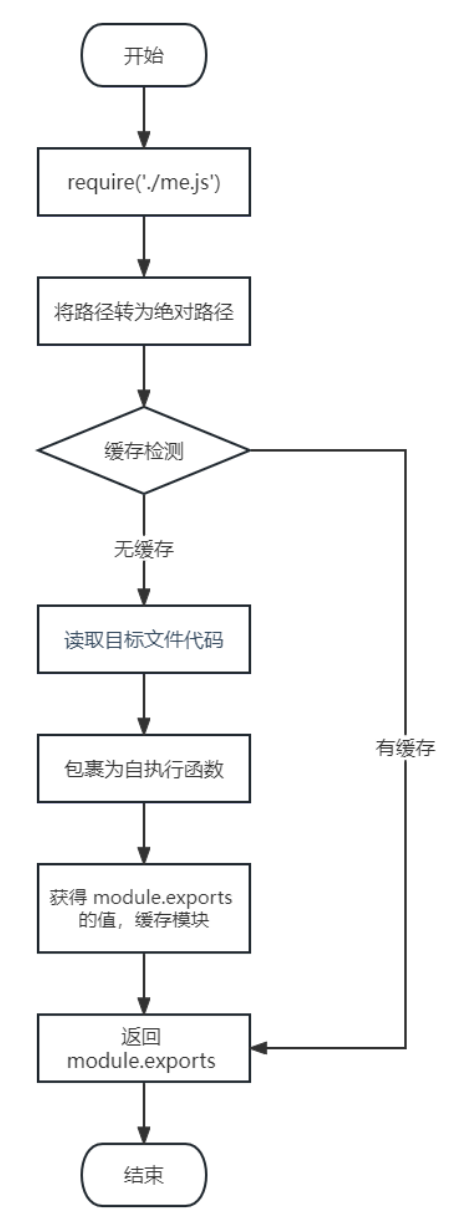 开始
require('./me.js')
将路径转为绝对路径
缓存检测
无缓存
读取目标文件代码
有缓存
包裹为自执行函数
获得 module.exports
的值，缓存模块
返回
module.exports
结束